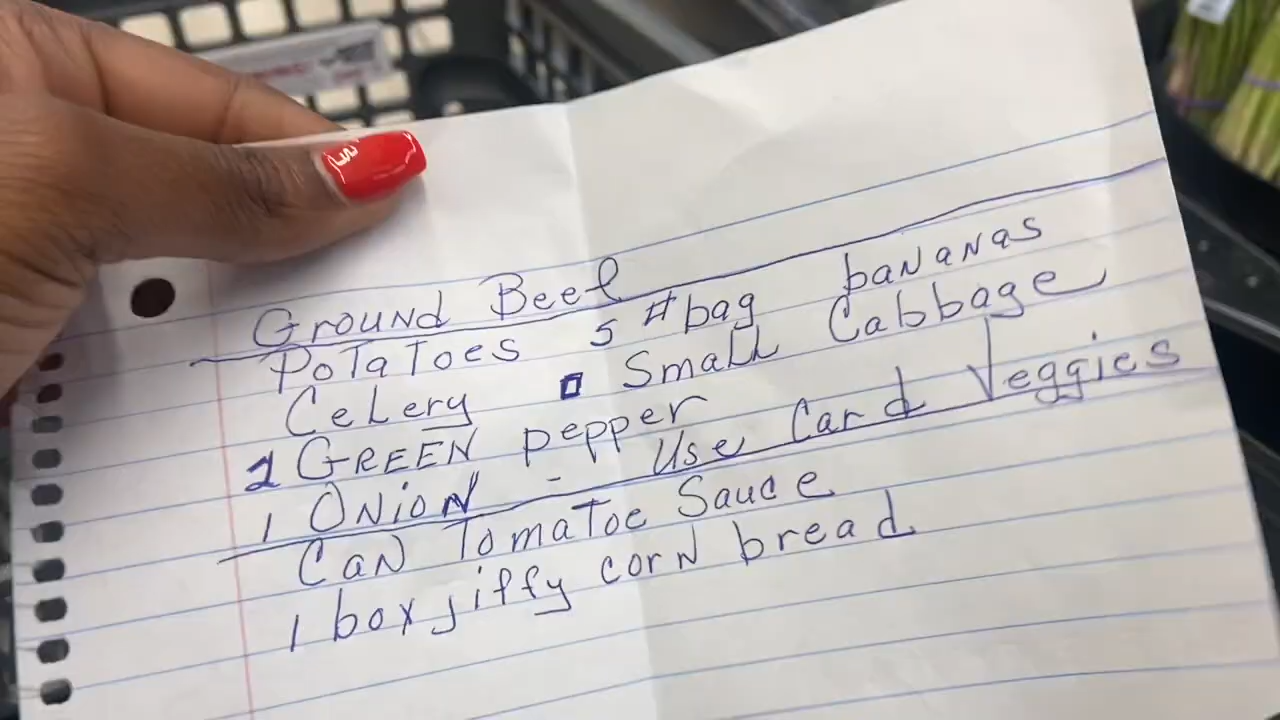 Ground Beef
Potatoes 5 # bag bananas
Celery Small Cabbage
1 GREEN pepper
1 Onion - Use Card Veggies
Can Tomatoe Sauce
1 box jiffy corn bread